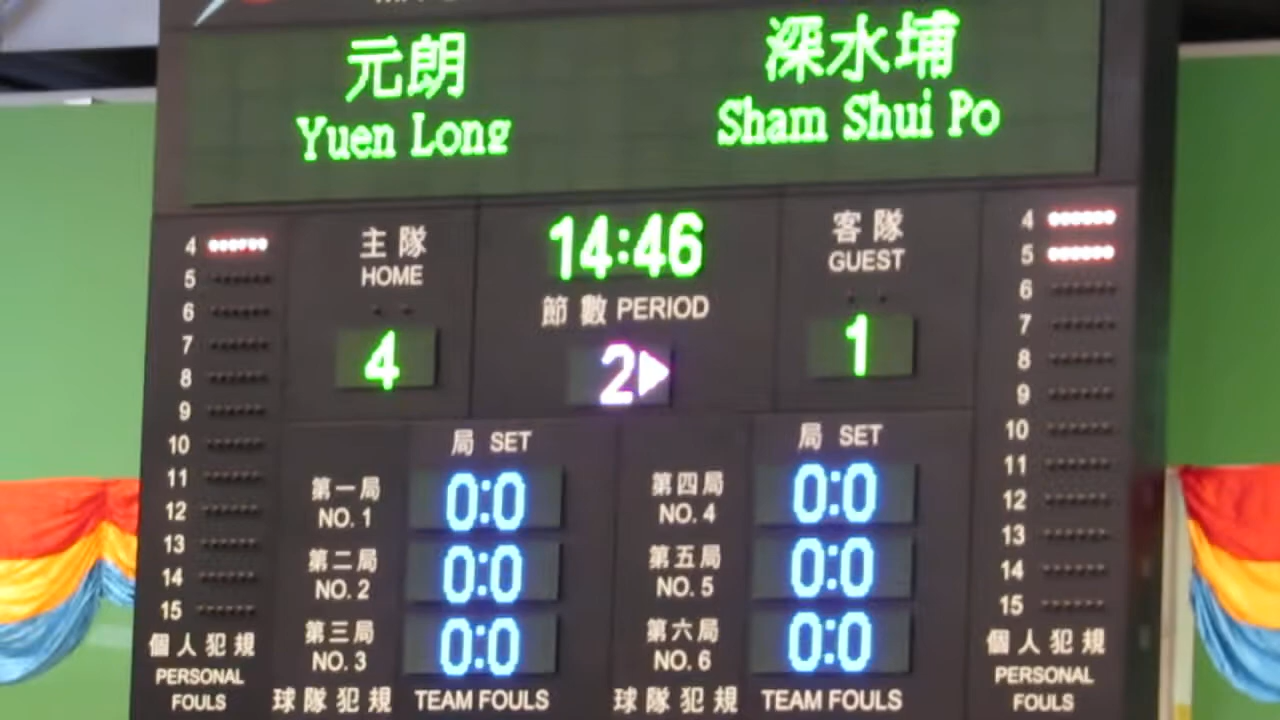 元朗
Yuen Long
深水埔
Sham Shui Po
主隊
HOME
4
14:46
節數 PERIOD
2
客隊
GUEST
1
4
5
6
7
8
9
10
11
12
13
14
15
個人犯規
PERSONAL
FOULS
局 SET
第一局
NO. 1
0:0
第二局
NO. 2
0:0
第三局
NO. 3
0:0
球隊犯規 TEAM FOULS
局 SET
第四局
NO. 4
0:0
第五局
NO. 5
0:0
第六局
NO. 6
0:0
球隊犯規 TEAM FOULS
4
5
6
7
8
9
10
11
12
13
14
15
個人犯規
PERSONAL
FOULS